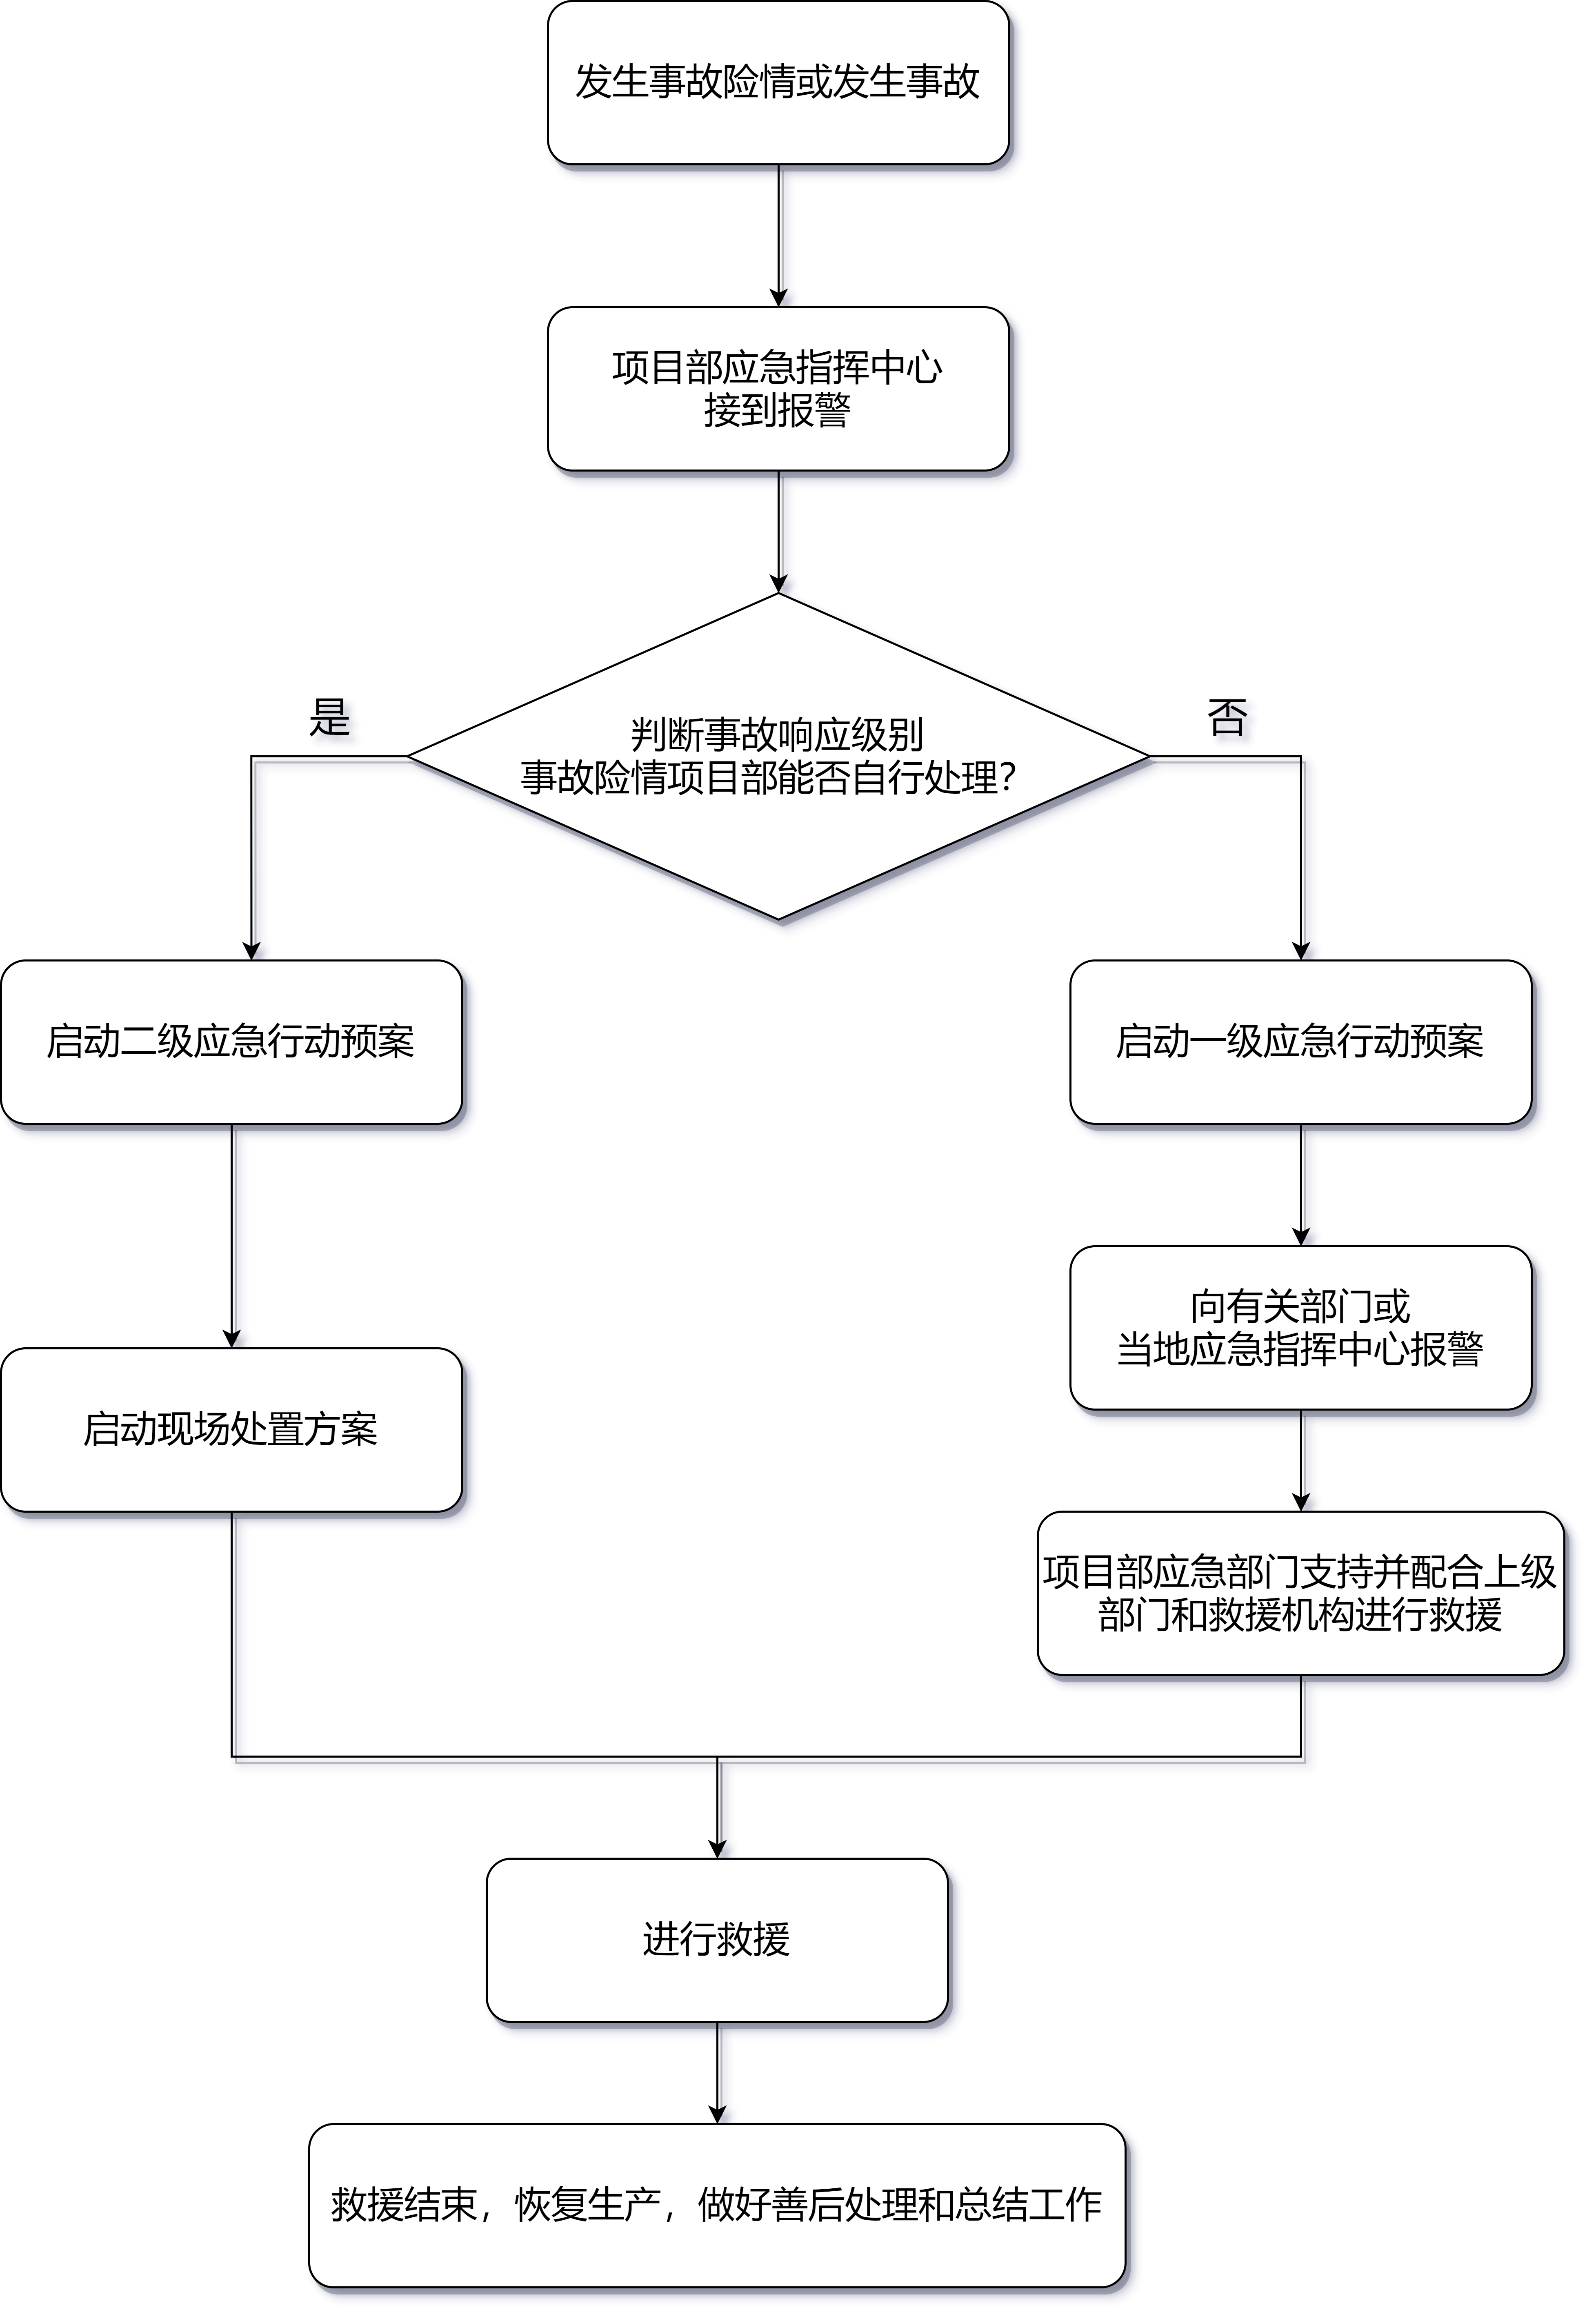 发生事故险情或发生事故
项目部应急指挥中心
接到报警
是
否
判断事故响应级别
事故险情项目部能否自行处理?
启动二级应急行动预案
启动一级应急行动预案
向有关部门或
当地应急指挥中心报警
启动现场处置方案
项目部应急部门支持并配合上级
部门和救援机构进行救援
进行救援
救援结束，恢复生产，做好善后处理和总结工作